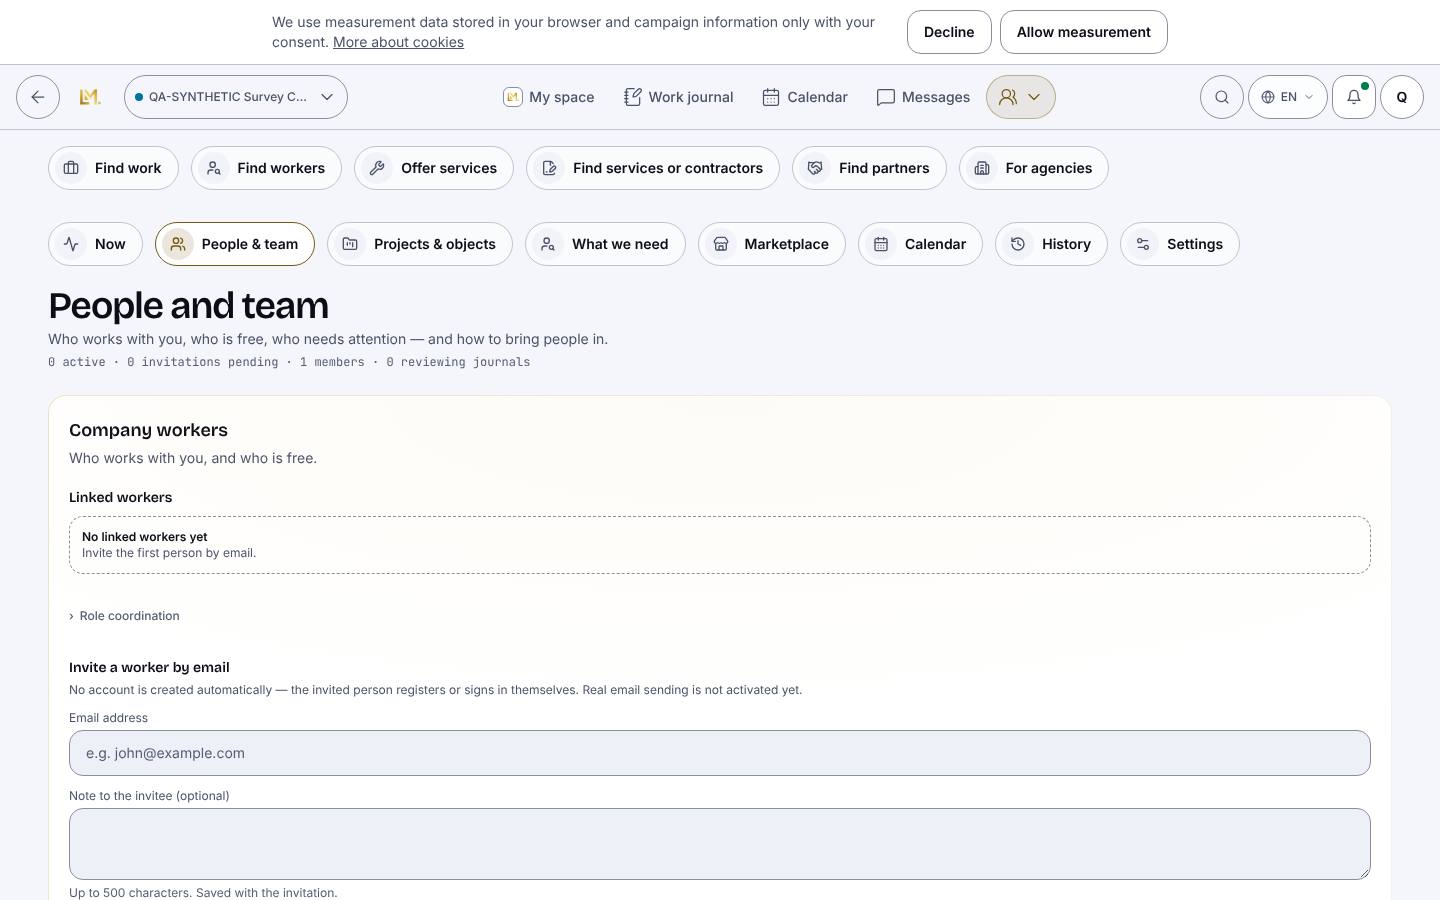 We use measurement data stored in your browser and campaign information only with your
consent. More about cookies
Decline
Allow measurement
LM.
QA-SYNTHETIC Survey C...
My space
Work journal
Calendar
Messages
EN
Q
Find work
Find workers
Offer services
Find services or contractors
Find partners
For agencies
Now
People & team
Projects & objects
What we need
Marketplace
Calendar
History
Settings
People and team
Who works with you, who is free, who needs attention — and how to bring people in.
0 active · 0 invitations pending · 1 members · 0 reviewing journals
Company workers
Who works with you, and who is free.
Linked workers
No linked workers yet
Invite the first person by email.
› Role coordination
Invite a worker by email
No account is created automatically — the invited person registers or signs in themselves. Real email sending is not activated yet.
Email address
e.g. john@example.com
Note to the invitee (optional)
Up to 500 characters. Saved with the invitation.